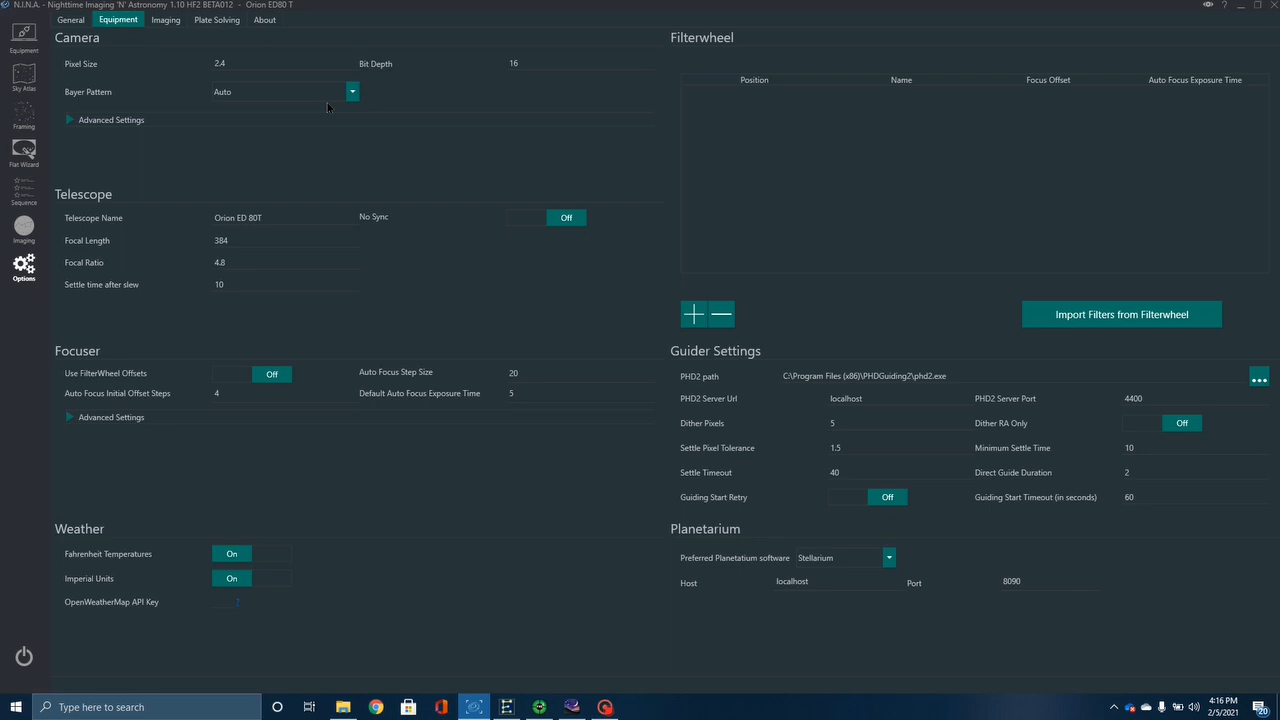 N.I.N.A. - Nighttime Imaging 'N' Astronomy 1.10 HF2 BETA012 - Orion ED80 T
General
Equipment
Imaging
Plate Solving
About
Equipment
Sky Atlas
Framing
Flat Wizard
Sequence
Imaging
Options
Camera
Pixel Size 2.4 Bit Depth 16
Bayer Pattern Auto
Advanced Settings
Telescope
Telescope Name Orion ED 80T No Sync Off
Focal Length 384
Focal Ratio 4.8
Settle time after slew 10
Focuser
Use FilterWheel Offsets Off Auto Focus Step Size 20
Auto Focus Initial Offset Steps 4 Default Auto Focus Exposure Time 5
Advanced Settings
Weather
Fahrenheit Temperatures On
Imperial Units On
OpenWeatherMap API Key ?
Filterwheel
Position Name Focus Offset Auto Focus Exposure Time
Import Filters from Filterwheel
Guider Settings
PHD2 path C:\Program Files (x86)\PHDGuiding2\phd2.exe ...
PHD2 Server Url localhost PHD2 Server Port 4400
Dither Pixels 5 Dither RA Only Off
Settle Pixel Tolerance 1.5 Minimum Settle Time 10
Settle Timeout 40 Direct Guide Duration 2
Guiding Start Retry Off Guiding Start Timeout (in seconds) 60
Planetarium
Preferred Planetatium software Stellarium
Host localhost Port 8090
Type here to search
4:16 PM
2/5/2021
20